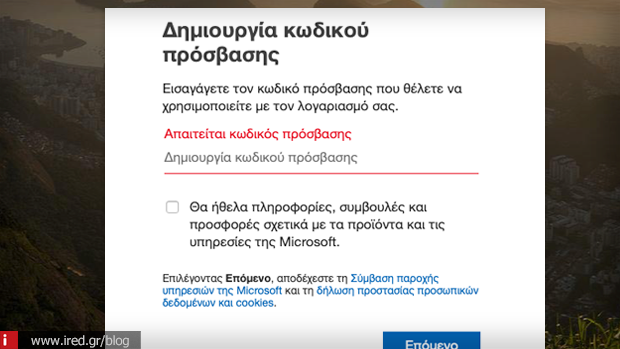 Δημιουργία κωδικού
πρόσβασης
Εισαγάγετε τον κωδικό πρόσβασης που θέλετε να
χρησιμοποιείτε με τον λογαριασμό σας.
Απαιτείται κωδικός πρόσβασης
Δημιουργία κωδικού πρόσβασης
Θα ήθελα πληροφορίες, συμβουλές και
προσφορές σχετικά με τα προϊόντα και τις
υπηρεσίες της Microsoft.
Επιλέγοντας Επόμενο, αποδέχεστε τη Σύμβαση παροχής
υπηρεσιών της Microsoft και τη δήλωση προστασίας προσωπικών
δεδομένων και cookies.
Επόμενο
i www.ired.gr/blog